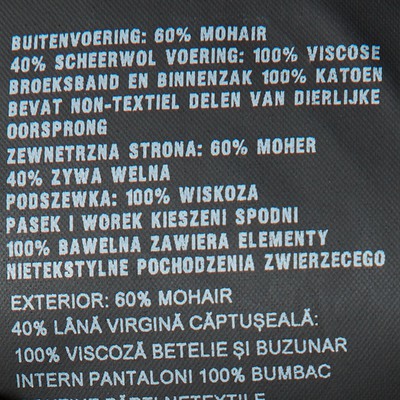 BUITENVOERING: 60% MOHAIR
40% SCHEERWOL VOERING: 100% VISCOSE
BROEKSBAND EN BINNENZAK 100% KATOEN
BEVAT NON-TEXTIEL DELEN VAN DIERLIJKE
OORSPRONG
ZEWNETRZNA STRONA: 60% MOHER
40% ZYWA WELNA
PODSZEWKA: 100% WISKOZA
PASEK I WOREK KIESZENI SPODNI
100% BAWELNA ZAWIERA ELEMENTY
NIETEKSTYLNE POCHODZENIA ZWIERZECEGO
EXTERIOR: 60% MOHAIR
40% LÂNĂ VIRGINĂ CĂPTUȘEALĂ:
100% VISCOZĂ BETELIE ȘI BUZUNAR
INTERN PANTALONI 100% BUMBAC